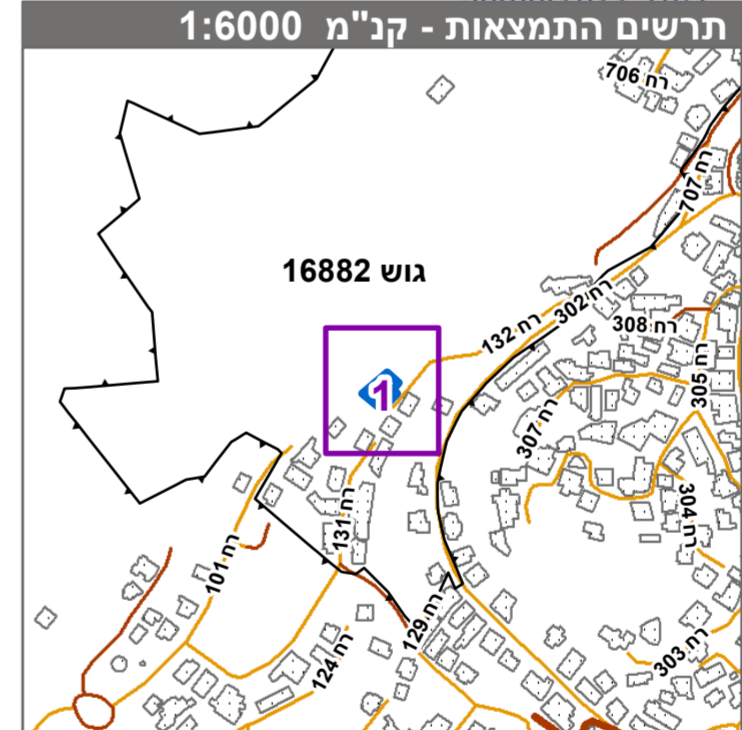 תרשים התמצאות - קנ"מ 1:6000
רח 706
רח 707
גוש 16882
רח 302
רח 132
רח 308
רח 305
1
רח 307
רח 304
רח 131
רח 101
רח 129
רח 124
רח 303